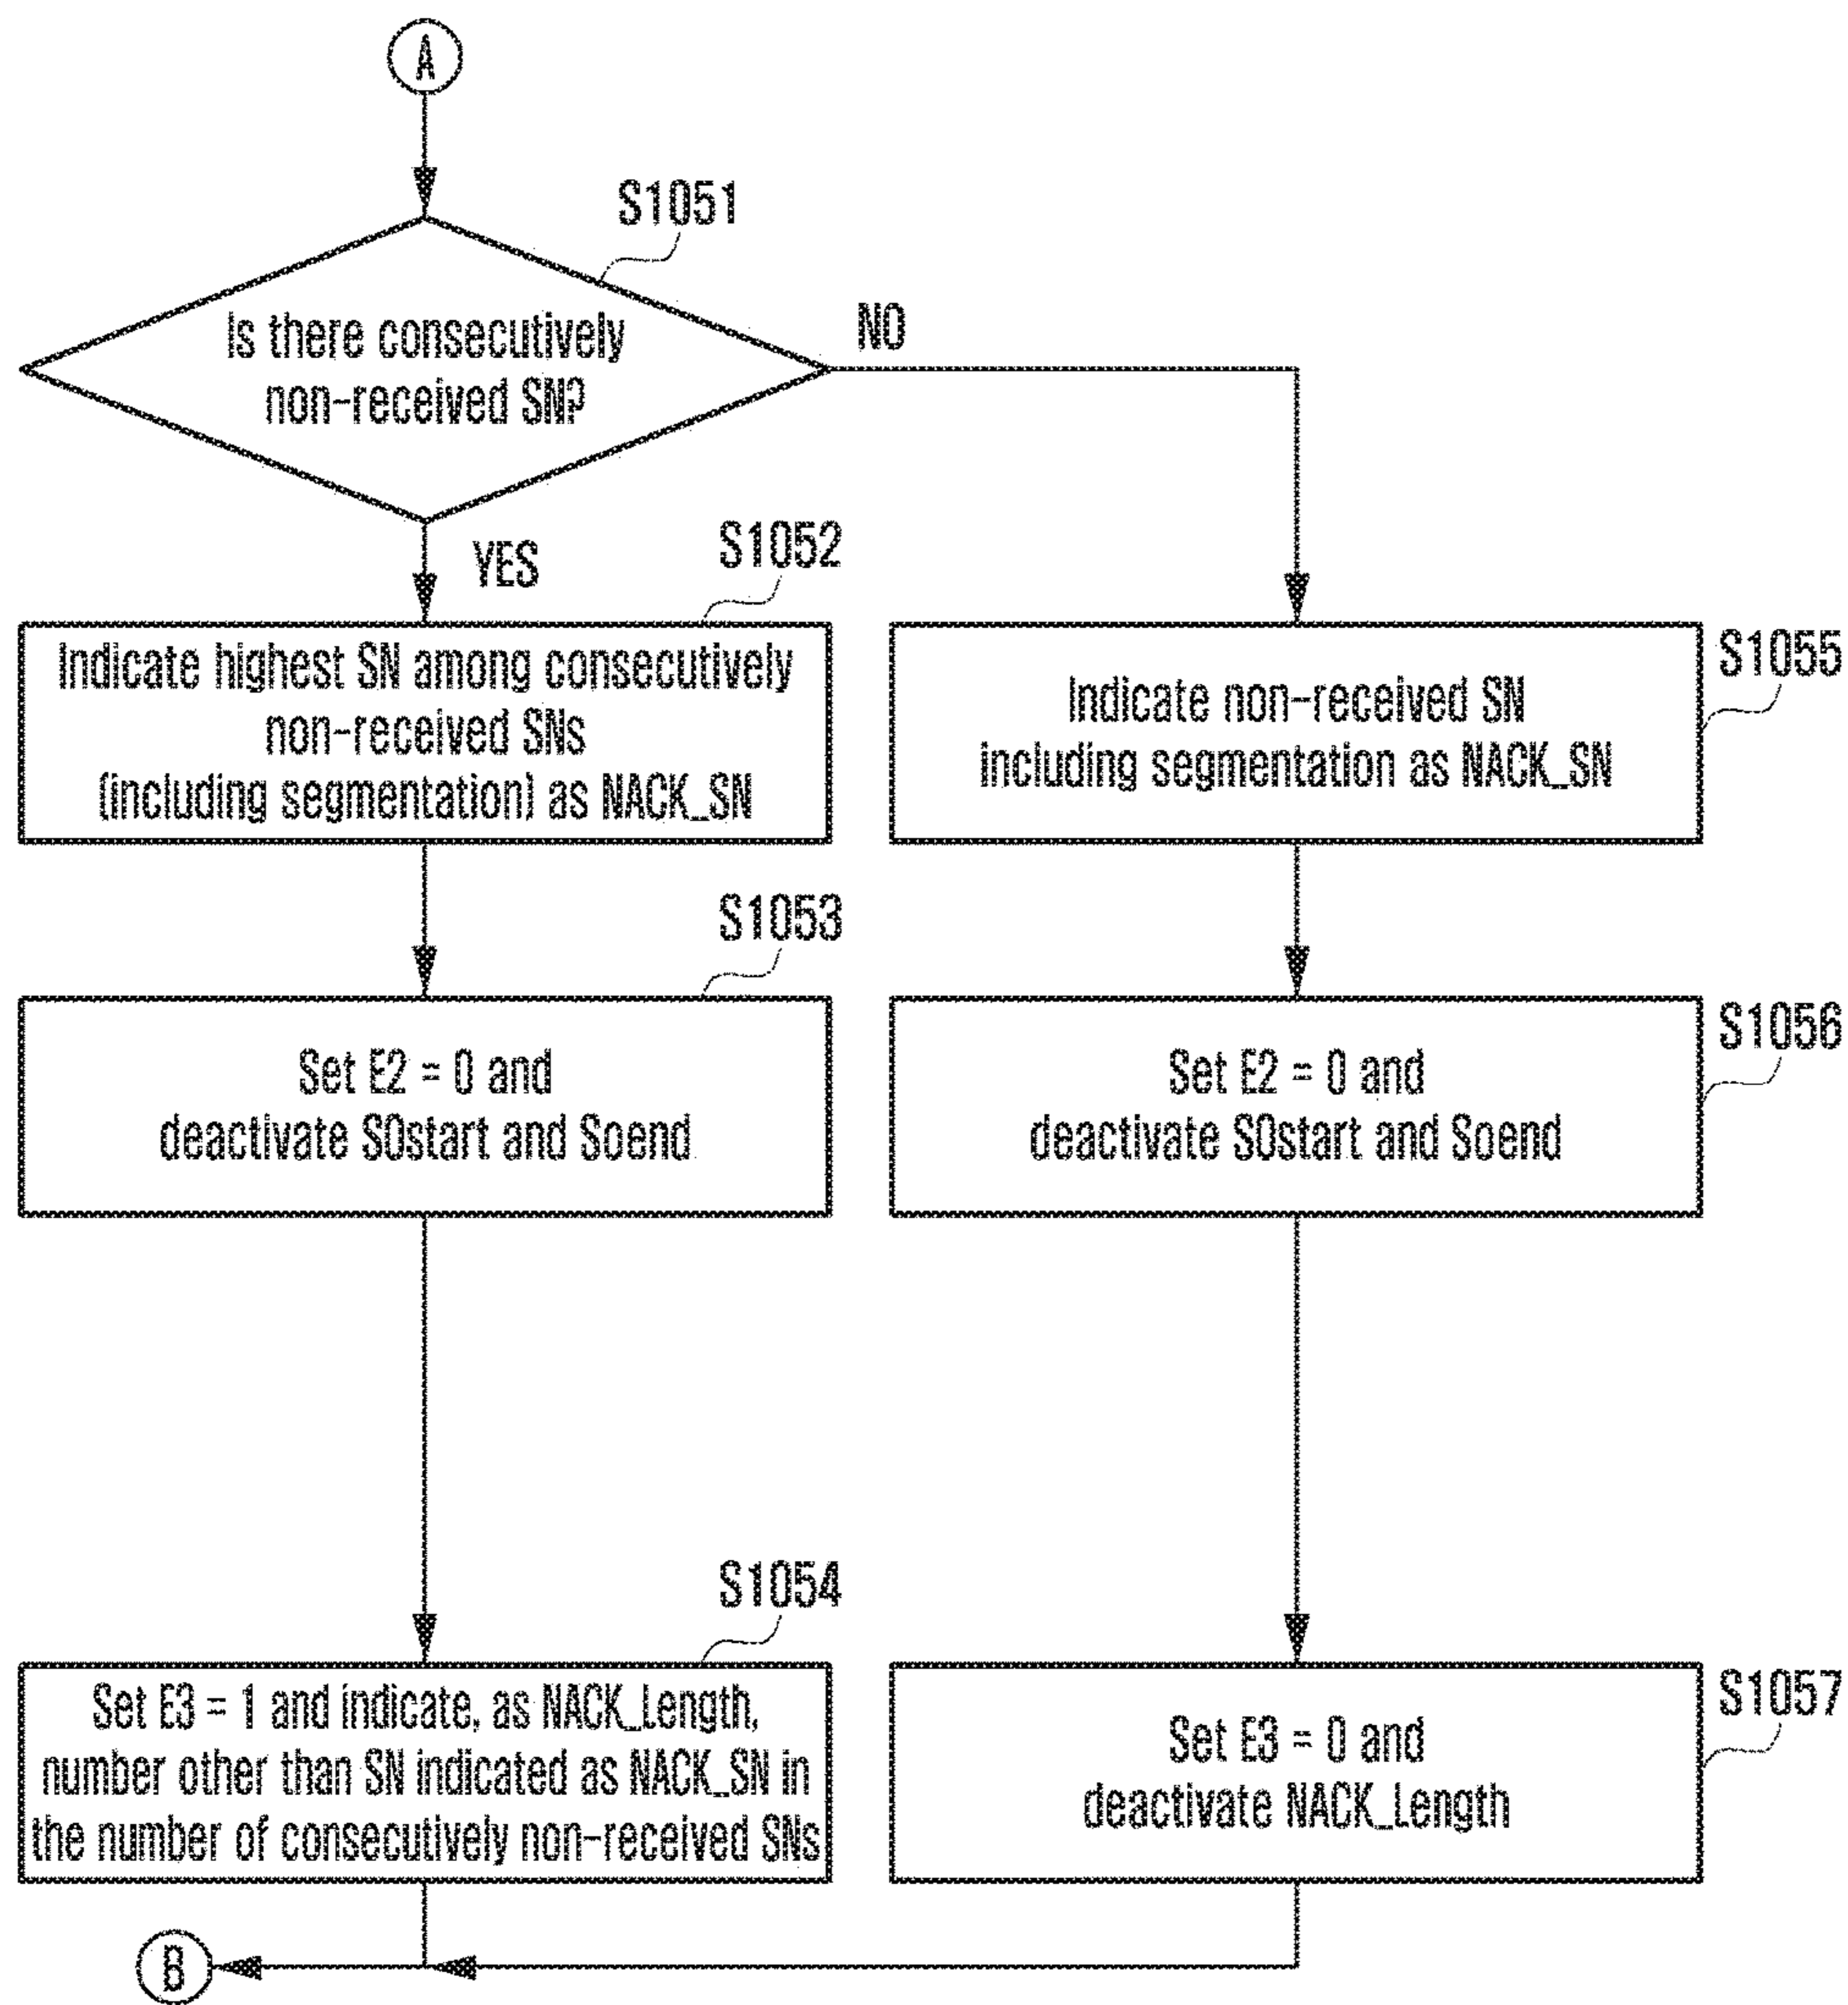 A
S1051
Is there consecutively
non-received SN?
NO
YES
S1052
Indicate highest SN among consecutively
non-received SNs
(including segmentation) as NACK_SN
S1055
Indicate non-received SN
including segmentation as NACK_SN
S1053
Set E2 = 0 and
deactivate SOstart and Soend
S1056
Set E2 = 0 and
deactivate SOstart and Soend
S1054
Set E3 = 1 and indicate, as NACK_Length,
number other than SN indicated as NACK_SN in
the number of consecutively non-received SNs
S1057
Set E3 = 0 and
deactivate NACK_Length
B